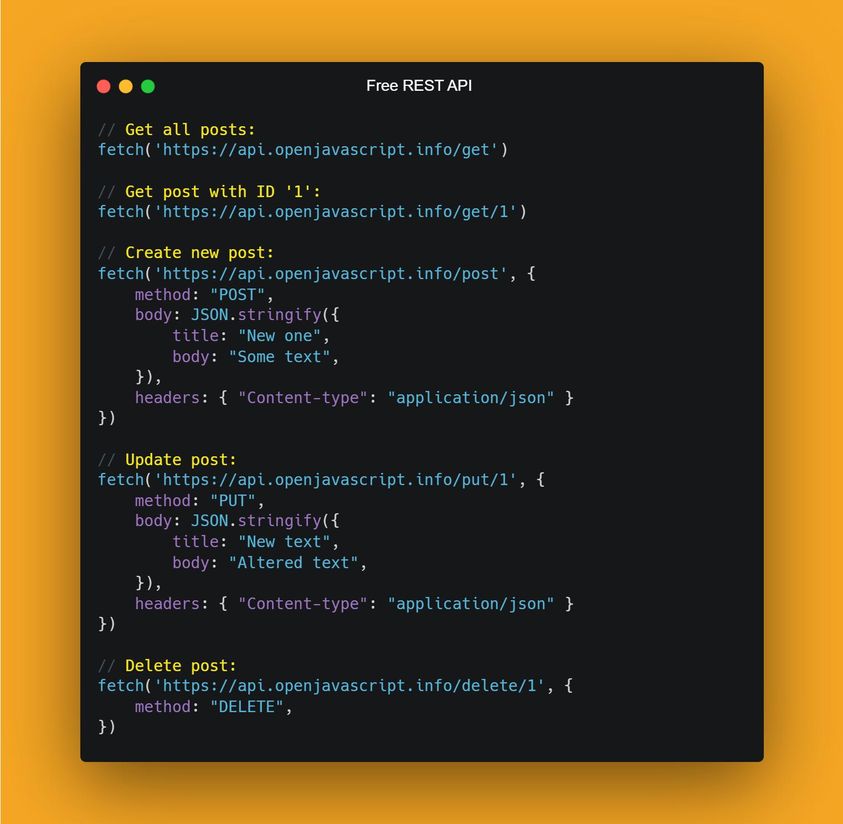 Free REST API
// Get all posts:
fetch('https://api.openjavascript.info/get')
// Get post with ID '1':
fetch('https://api.openjavascript.info/get/1')
// Create new post:
fetch('https://api.openjavascript.info/post', {
    method: "POST",
    body: JSON.stringify({
        title: "New one",
        body: "Some text",
    }),
    headers: { "Content-type": "application/json" }
})
// Update post:
fetch('https://api.openjavascript.info/put/1', {
    method: "PUT",
    body: JSON.stringify({
        title: "New text",
        body: "Altered text",
    }),
    headers: { "Content-type": "application/json" }
})
// Delete post:
fetch('https://api.openjavascript.info/delete/1', {
    method: "DELETE",
})